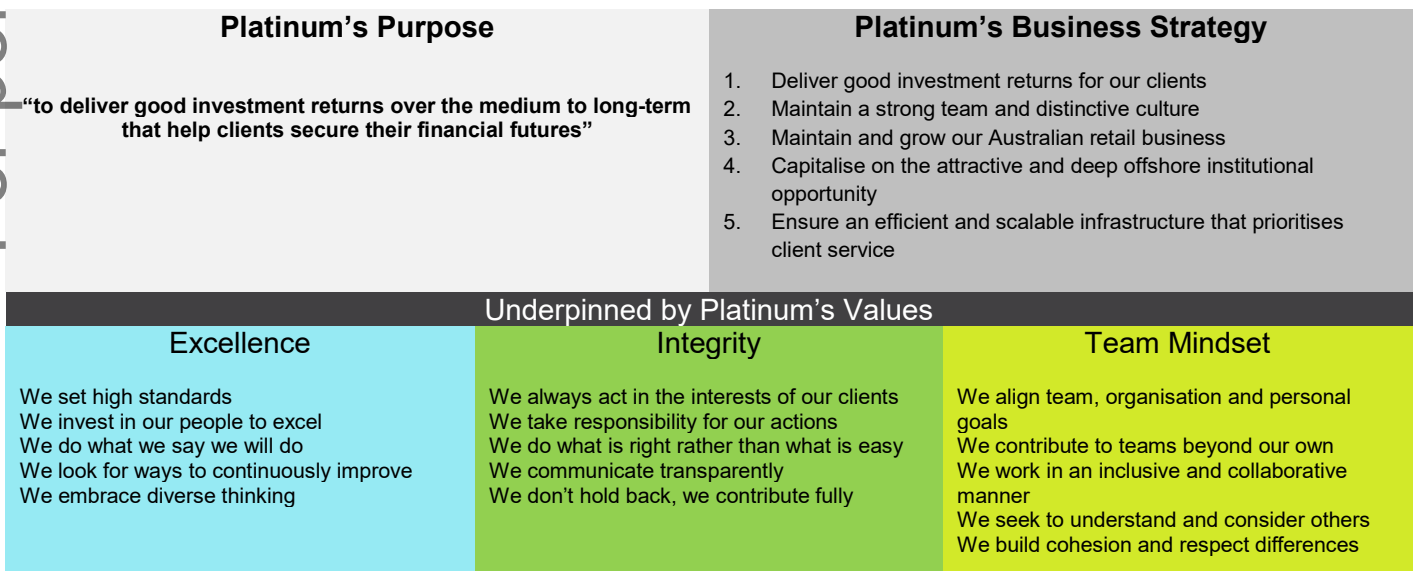 Platinum’s Purpose
“to deliver good investment returns over the medium to long-term
that help clients secure their financial futures”
Platinum’s Business Strategy
1. Deliver good investment returns for our clients
2. Maintain a strong team and distinctive culture
3. Maintain and grow our Australian retail business
4. Capitalise on the attractive and deep offshore institutional
opportunity
5. Ensure an efficient and scalable infrastructure that prioritises
client service
Underpinned by Platinum’s Values
Excellence
We set high standards
We invest in our people to excel
We do what we say we will do
We look for ways to continuously improve
We embrace diverse thinking
Integrity
We always act in the interests of our clients
We take responsibility for our actions
We do what is right rather than what is easy
We communicate transparently
We don’t hold back, we contribute fully
Team Mindset
We align team, organisation and personal
goals
We contribute to teams beyond our own
We work in an inclusive and collaborative
manner
We seek to understand and consider others
We build cohesion and respect differences